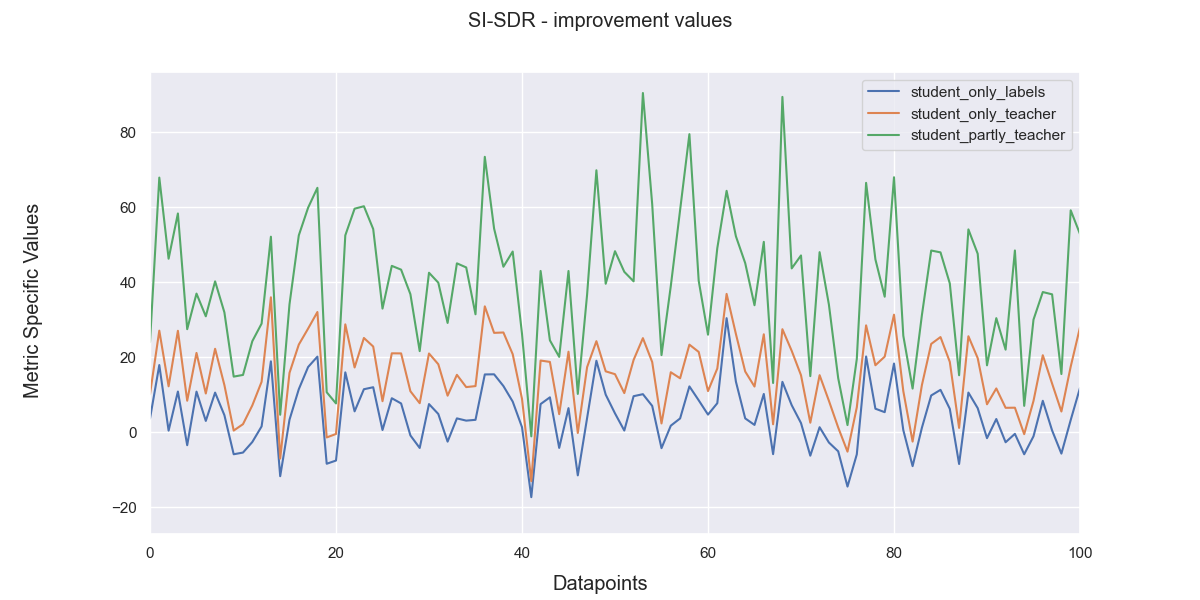 SI-SDR - improvement values
student_only_labels
student_only_teacher
student_partly_teacher
Metric Specific Values
80
60
40
20
0
−20
0 20 40 60 80 100
Datapoints